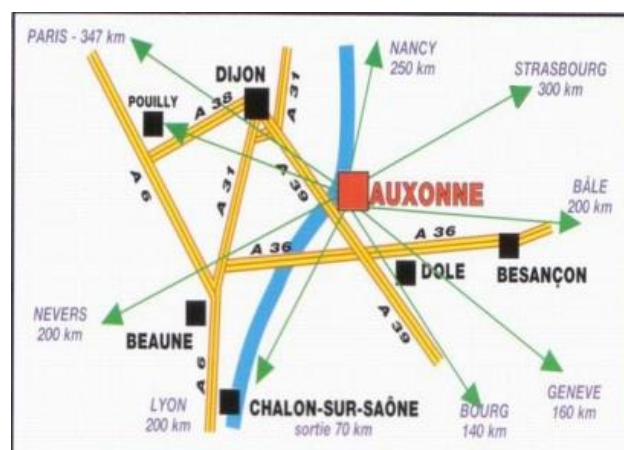 PARIS - 347 km
NANCY
250 km
STRASBOURG
300 km
DIJON
POUILLY
A 38
A 31
A 6
A 31
A 39
AUXONNE
BÂLE
200 km
A 36
A 36
DOLE
BESANÇON
NEVERS
200 km
BEAUNE
A 39
A 6
LYON
200 km
CHALON-SUR-SAÔNE
sortie 70 km
BOURG
140 km
GENEVE
160 km